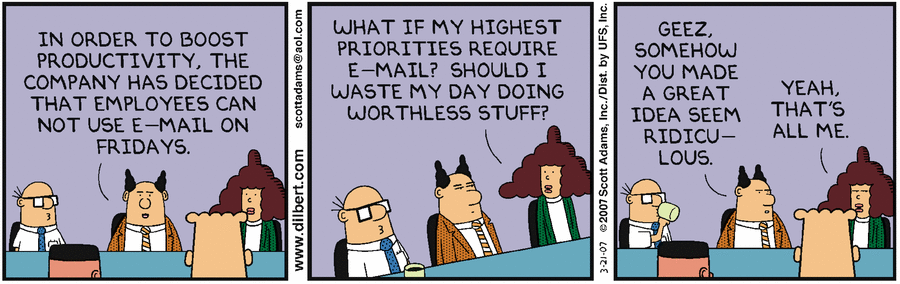 IN ORDER TO BOOST
PRODUCTIVITY, THE
COMPANY HAS DECIDED
THAT EMPLOYEES CAN
NOT USE E-MAIL ON
FRIDAYS.
www.dilbert.com scottadams@aol.com
WHAT IF MY HIGHEST
PRIORITIES REQUIRE
E-MAIL? SHOULD I
WASTE MY DAY DOING
WORTHLESS STUFF?
3-21-07 ©2007 Scott Adams, Inc./Dist. by UFS, Inc.
GEEZ,
SOMEHOW
YOU MADE
A GREAT
IDEA SEEM
RIDICU-
LOUS.
YEAH,
THAT'S
ALL ME.